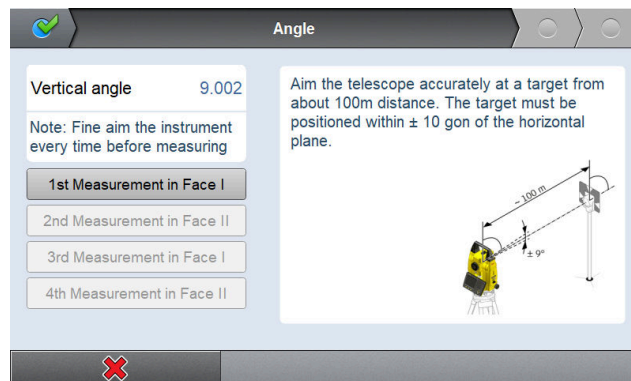 Angle
Vertical angle 9.002
Note: Fine aim the instrument
every time before measuring
1st Measurement in Face I
2nd Measurement in Face II
3rd Measurement in Face I
4th Measurement in Face II
Aim the telescope accurately at a target from
about 100m distance. The target must be
positioned within ± 10 gon of the horizontal
plane.
~ 100 m
± 9°